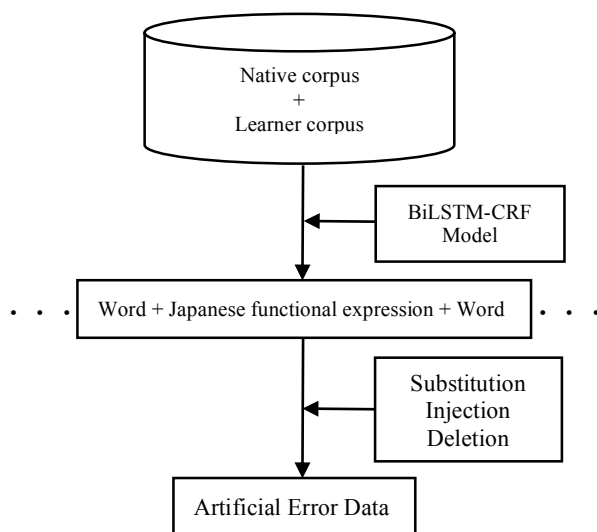 Native corpus
+
Learner corpus
BiLSTM-CRF
Model
. . . Word + Japanese functional expression + Word . . .
Substitution
Injection
Deletion
Artificial Error Data